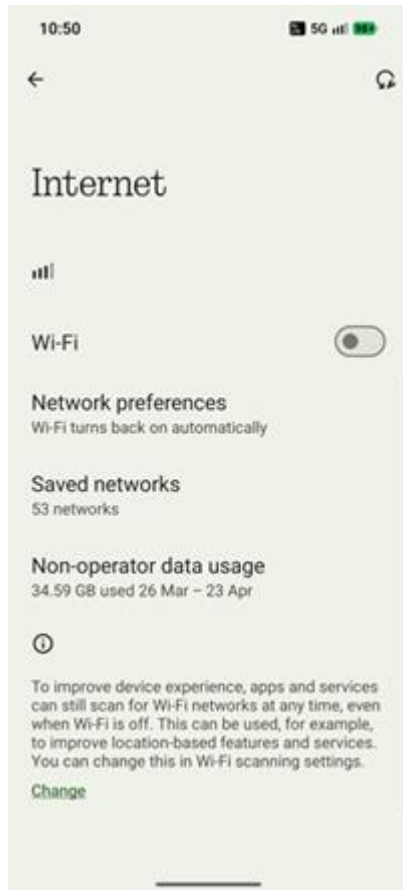 10:50 5G
Internet
Wi-Fi
Network preferences
Wi-Fi turns back on automatically
Saved networks
53 networks
Non-operator data usage
34.59 GB used 26 Mar – 23 Apr
To improve device experience, apps and services
can still scan for Wi-Fi networks at any time, even
when Wi-Fi is off. This can be used, for example,
to improve location-based features and services.
You can change this in Wi-Fi scanning settings.
Change